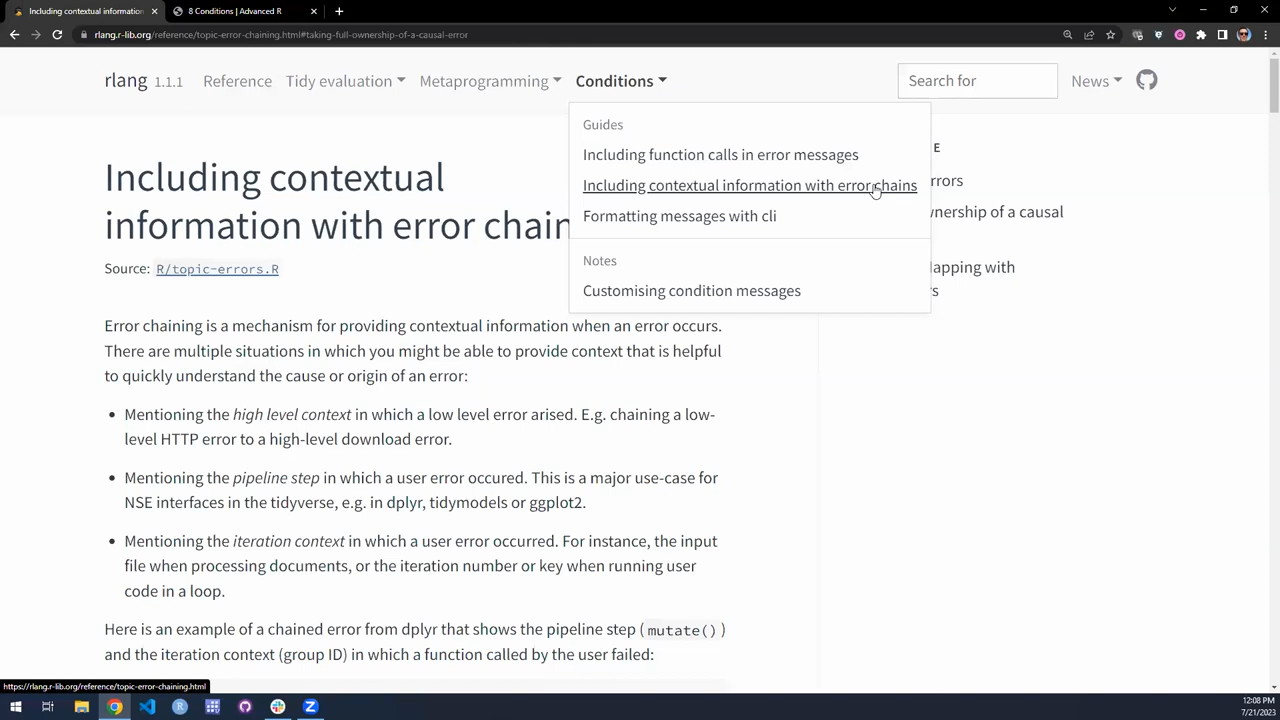 Including contextual information
8 Conditions | Advanced R
rlang.r-lib.org/reference/topic-error-chaining.html#taking-full-ownership-of-a-causal-error
rlang 1.1.1 Reference Tidy evaluation Metaprogramming Conditions Search for News
Guides
Including function calls in error messages
Including contextual information with error chains
Formatting messages with cli
Notes
Customising condition messages
E
rrors
wnership of a causal
lapping with
s
Including contextual
information with error chain
Source: R/topic-errors.R
Error chaining is a mechanism for providing contextual information when an error occurs.
There are multiple situations in which you might be able to provide context that is helpful
to quickly understand the cause or origin of an error:
• Mentioning the high level context in which a low level error arised. E.g. chaining a low-
level HTTP error to a high-level download error.
• Mentioning the pipeline step in which a user error occured. This is a major use-case for
NSE interfaces in the tidyverse, e.g. in dplyr, tidymodels or ggplot2.
• Mentioning the iteration context in which a user error occurred. For instance, the input
file when processing documents, or the iteration number or key when running user
code in a loop.
Here is an example of a chained error from dplyr that shows the pipeline step (mutate())
and the iteration context (group ID) in which a function called by the user failed:
https://rlang.r-lib.org/reference/topic-error-chaining.html
12:08 PM
7/21/2023